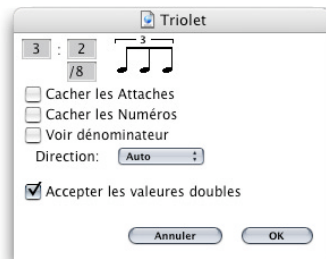 Triolet
3 : 2
/8
3
Cacher les Attaches
Cacher les Numéros
Voir dénominateur
Direction: Auto
Accepter les valeures doubles
Annuler OK